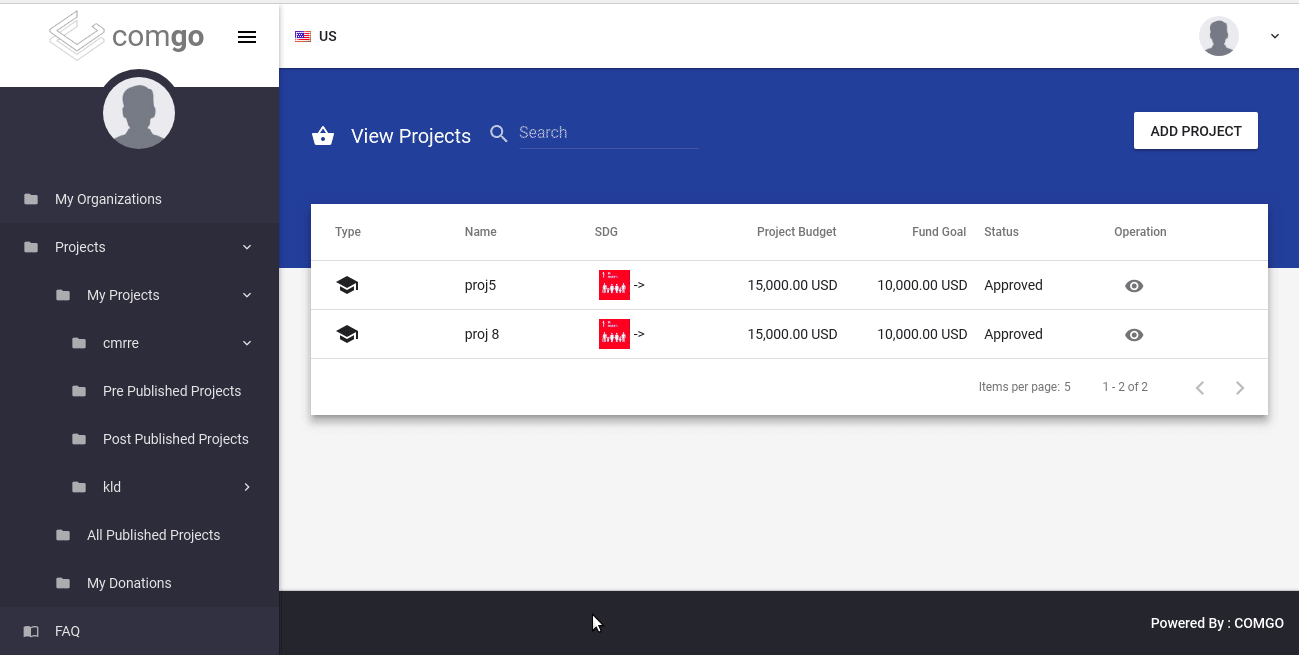 comgo
US
View Projects
Search
ADD PROJECT
My Organizations
Projects
My Projects
cmrre
Pre Published Projects
Post Published Projects
kld
All Published Projects
My Donations
FAQ
Type Name SDG Project Budget Fund Goal Status Operation
proj5 1 -> 15,000.00 USD 10,000.00 USD Approved
proj 8 1 -> 15,000.00 USD 10,000.00 USD Approved
Items per page: 5 1 - 2 of 2
Powered By : COMGO